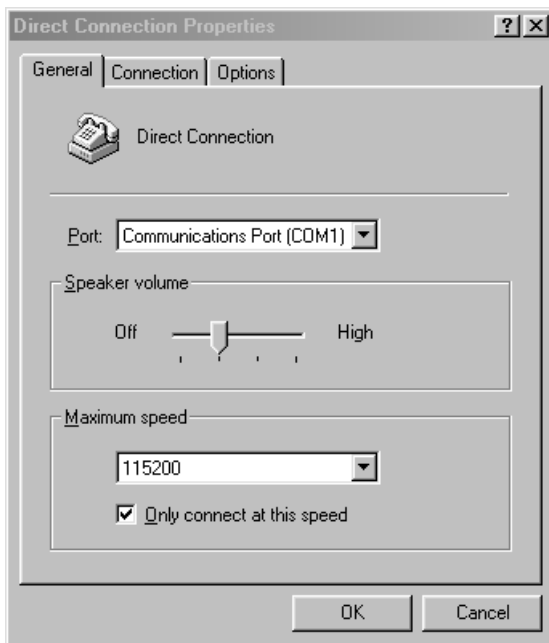 Direct Connection Properties
General Connection Options
Direct Connection
Port: Communications Port (COM1)
Speaker volume
Off High
Maximum speed
115200
Only connect at this speed
OK Cancel